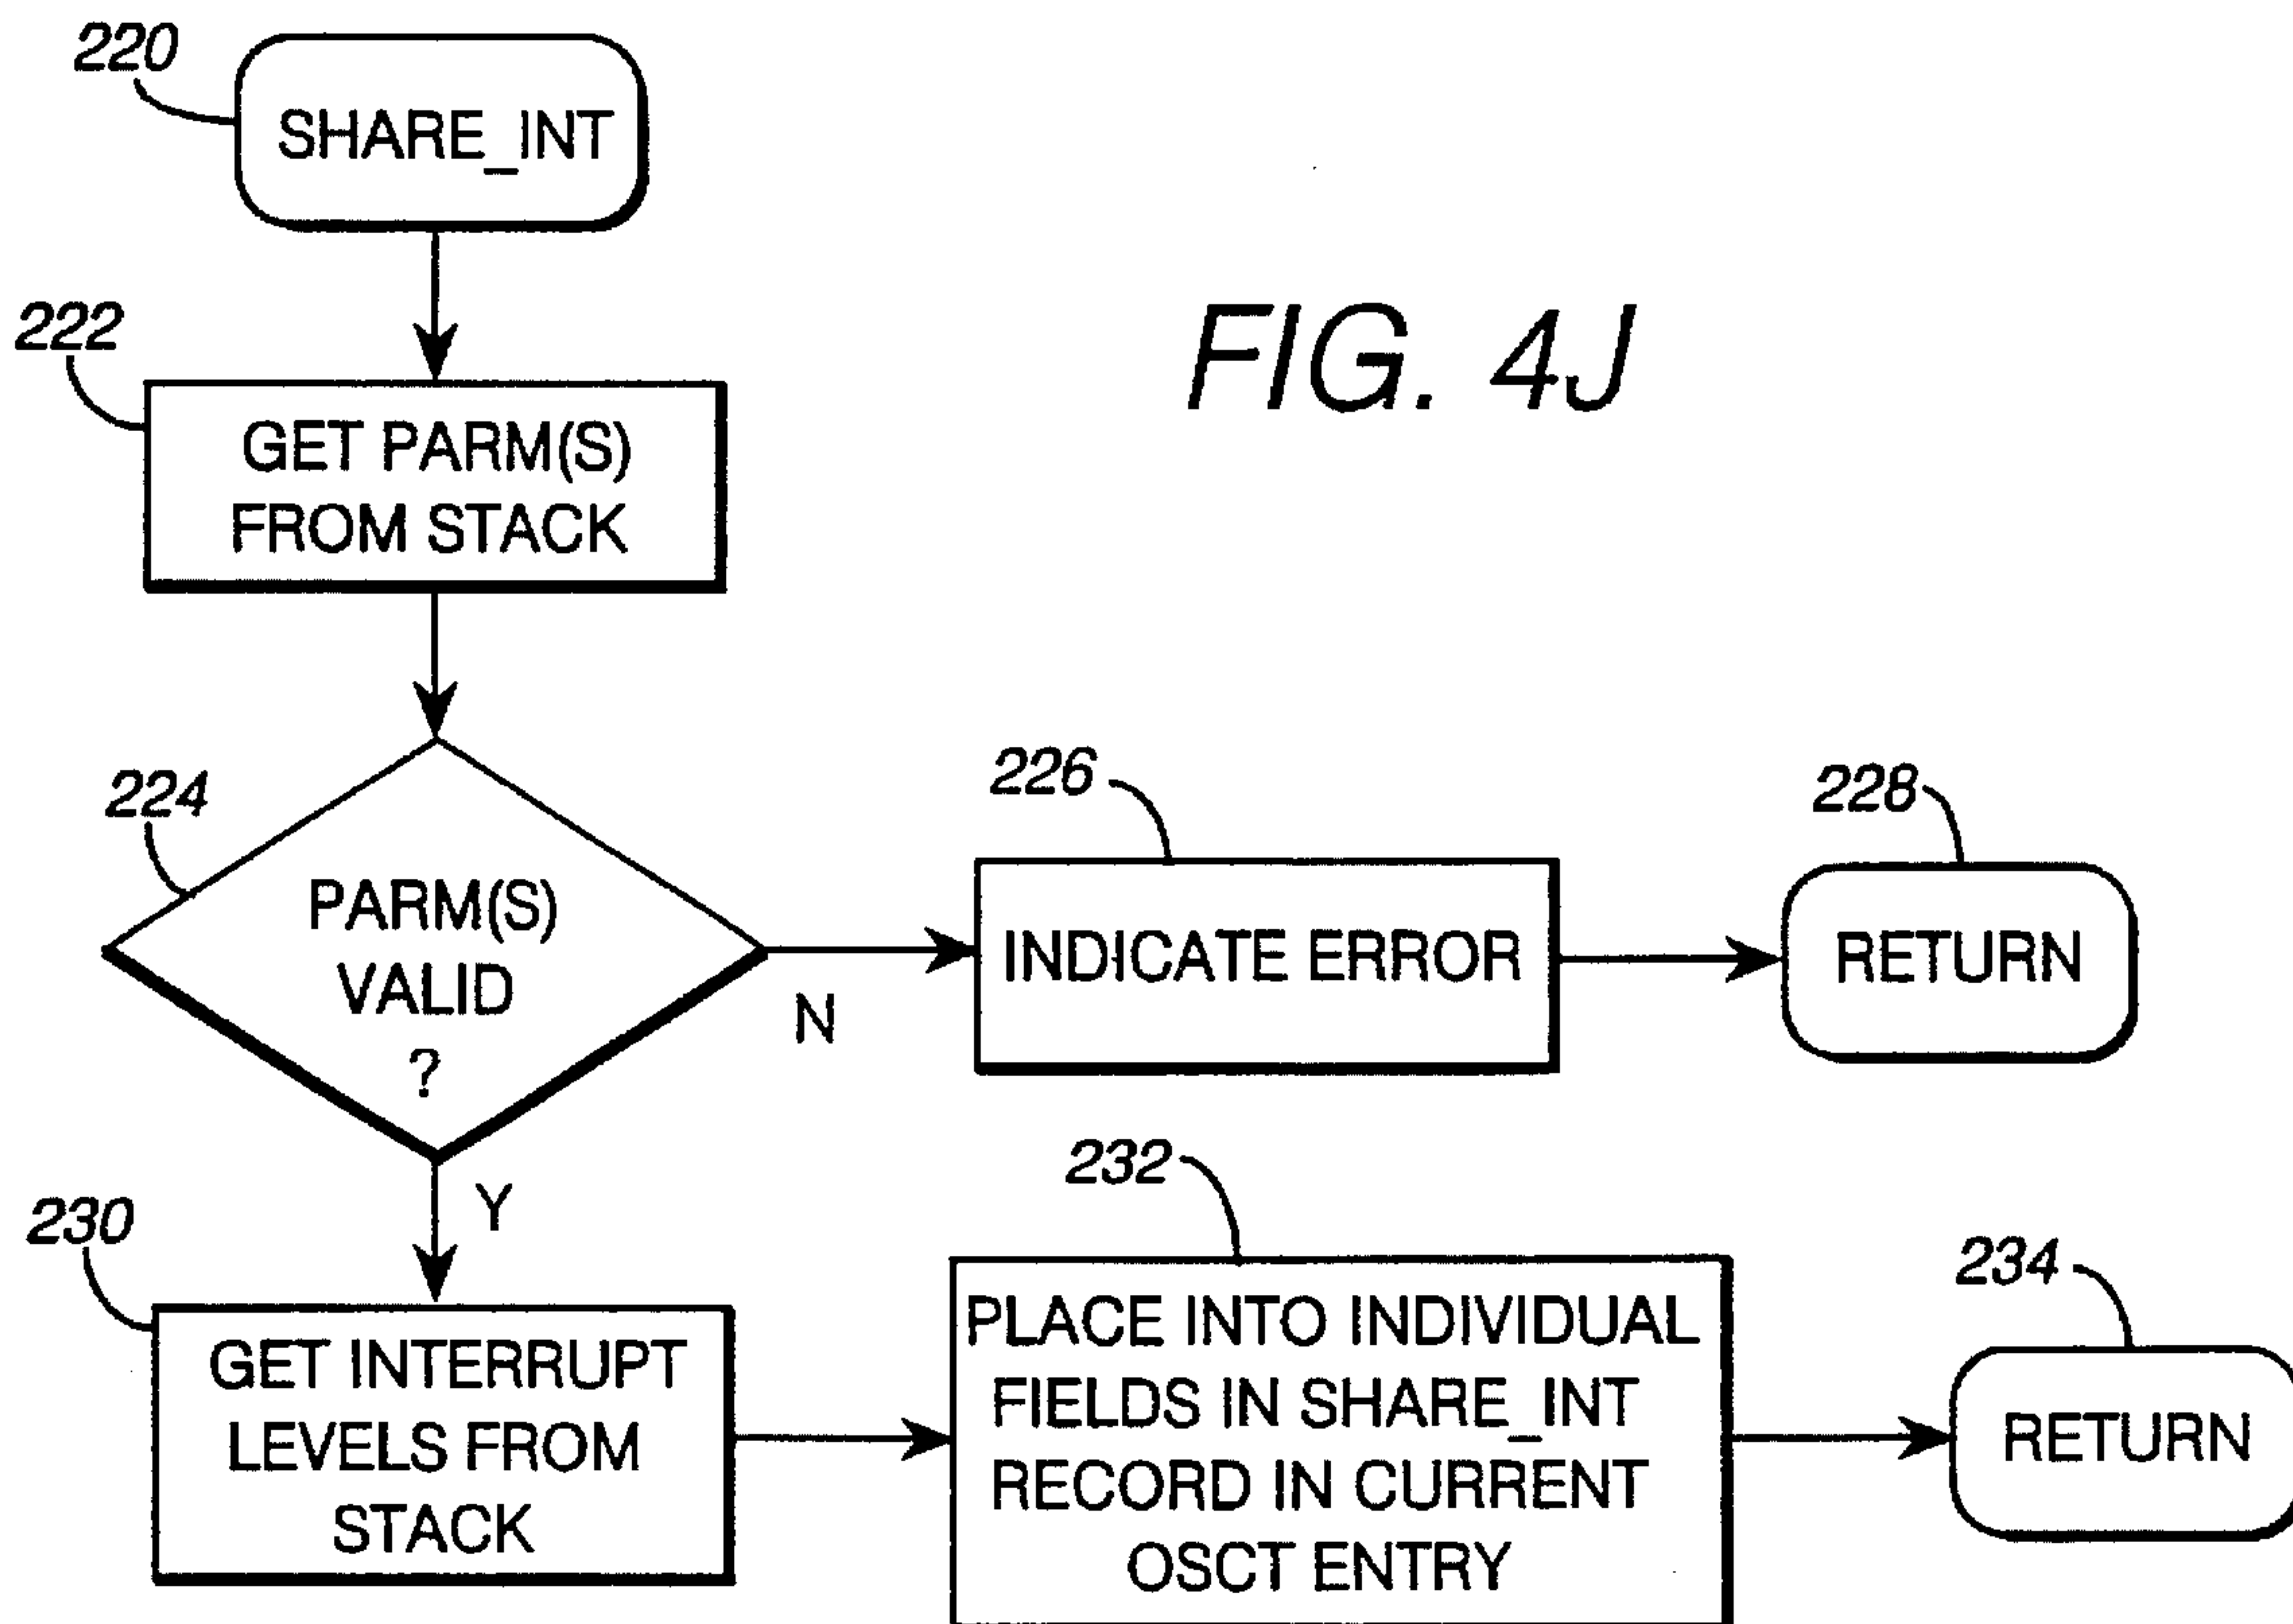 220
SHARE_INT
222
GET PARM(S)
FROM STACK
FIG. 4J
224
PARM(S)
VALID
?
N
226
INDICATE ERROR
228
RETURN
Y
230
GET INTERRUPT
LEVELS FROM
STACK
232
PLACE INTO INDIVIDUAL
FIELDS IN SHARE_INT
RECORD IN CURRENT
OSCT ENTRY
234
RETURN